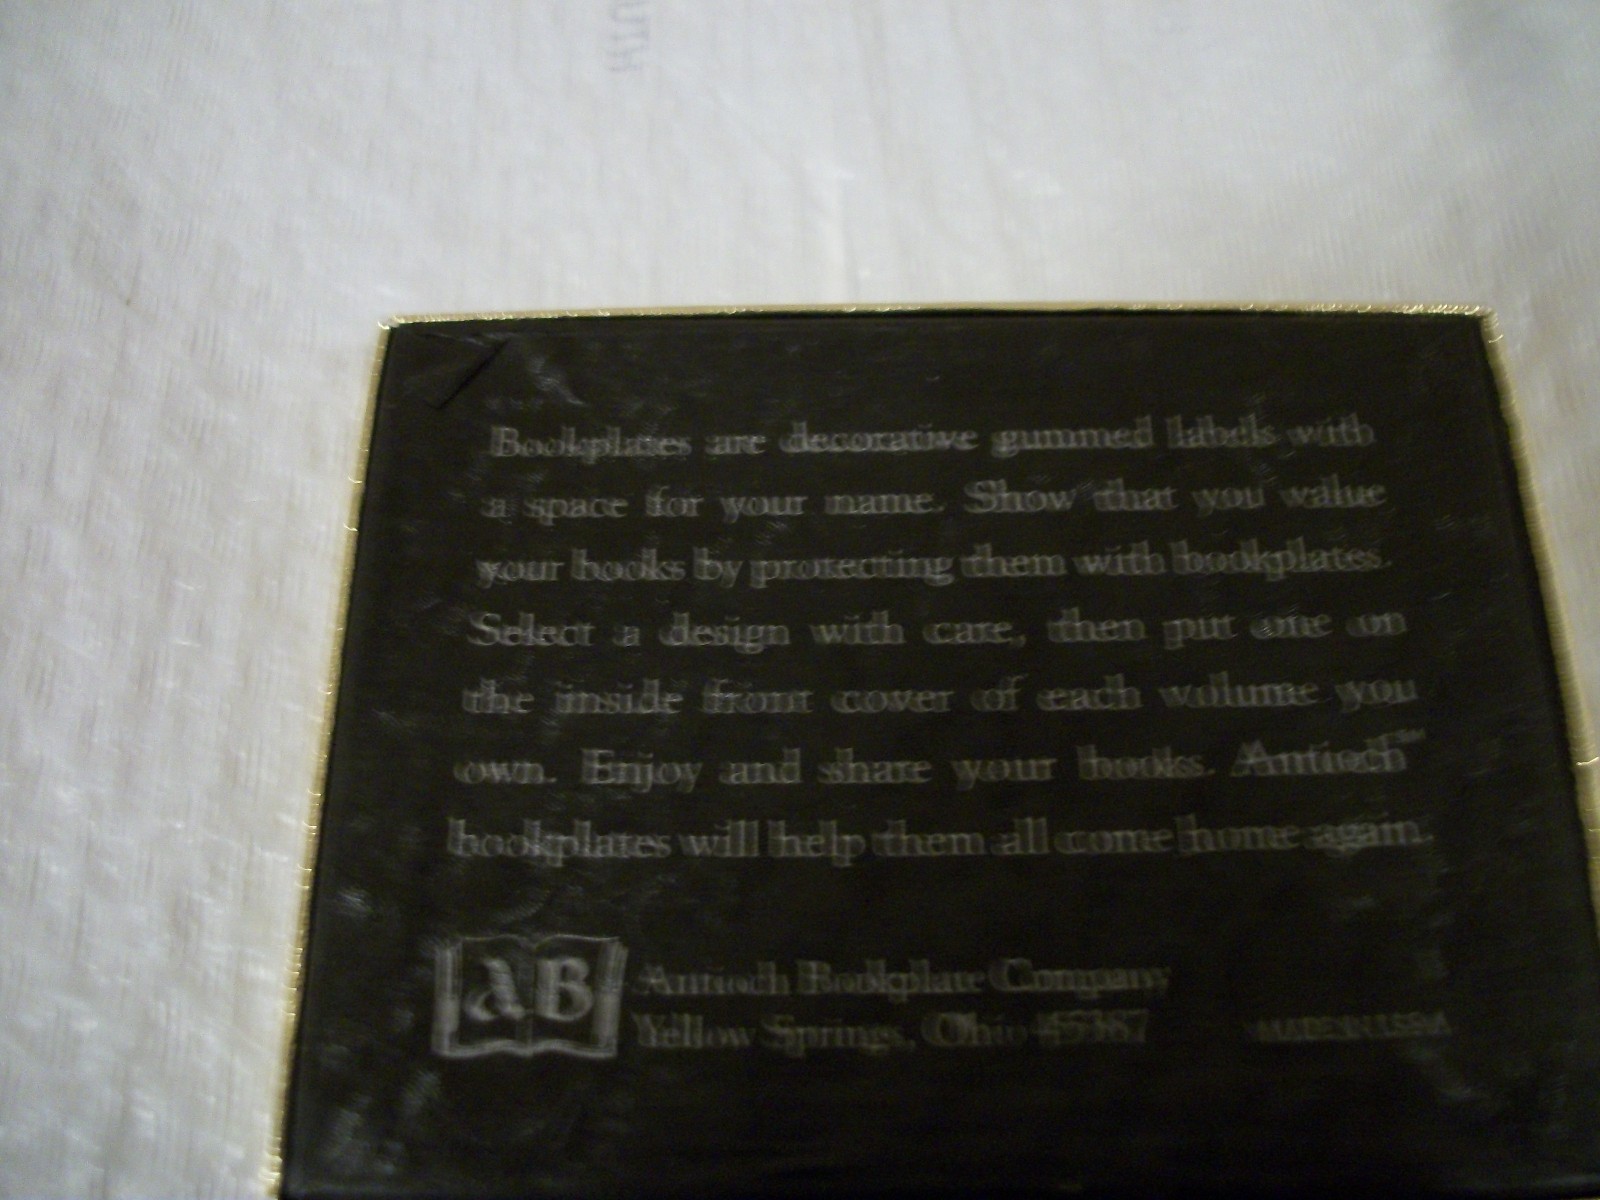 Bookplates are decorative gummed labels with
a space for your name. Show that you value
your books by protecting them with bookplates.
Select a design with care, then put one on
the inside front cover of each volume you
own. Enjoy and share your books. Antioch™
bookplates will help them all come home again.
AB
Antioch Bookplate Company
Yellow Springs, Ohio 45387
MADE IN U.S.A.